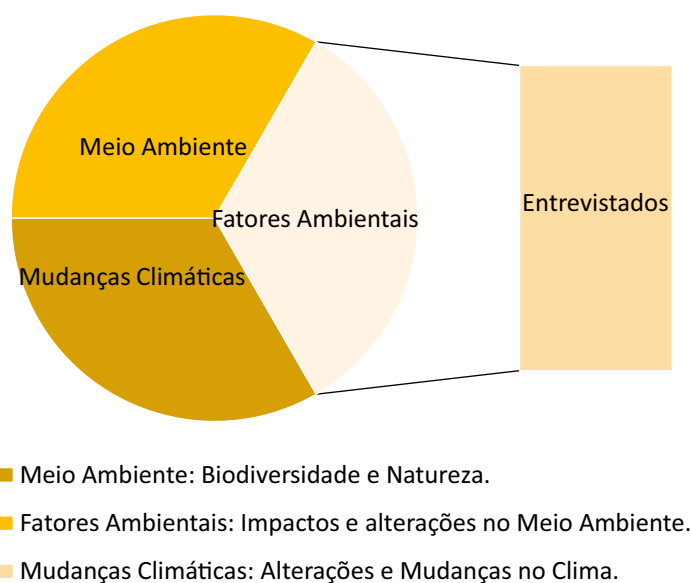 Meio Ambiente
Fatores Ambientais
Mudanças Climáticas
Entrevistados
Meio Ambiente: Biodiversidade e Natureza.
Fatores Ambientais: Impactos e alterações no Meio Ambiente.
Mudanças Climáticas: Alterações e Mudanças no Clima.